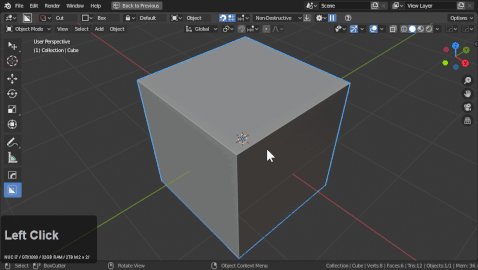 File Edit Render Window Help Back to Previous Scene View Layer
Cut Box Default Object Non-Destructive Options
Object Mode View Select Add Object Global
User Perspective
(1) Collection | Cube
Left Click
Select BoxCutter Rotate View Object Context Menu Collection | Cube | Verts:8 | Faces:6 | Tris:12 | Objects:1/1 | Mem: 36.